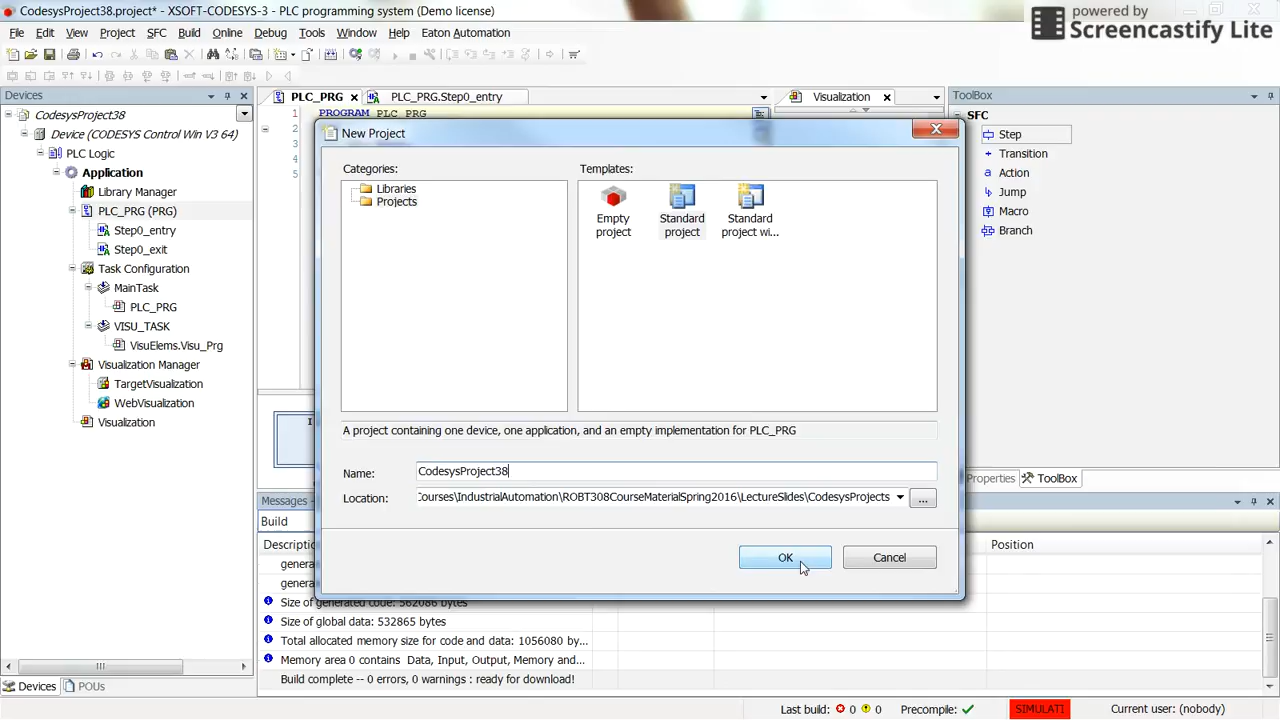 CodesysProject38.project* - XSOFT-CODESYS-3 - PLC programming system (Demo license)
powered by
Screencastify Lite
File Edit View Project SFC Build Online Debug Tools Window Help Eaton Automation
Devices
CodesysProject38
Device (CODESYS Control Win V3 64)
PLC Logic
Application
Library Manager
PLC_PRG (PRG)
Step0_entry
Step0_exit
Task Configuration
MainTask
PLC_PRG
VISU_TASK
VisuElems.Visu_Prg
Visualization Manager
TargetVisualization
WebVisualization
Visualization
Devices POUs
PLC_PRG PLC_PRG.Step0_entry
1 PROGRAM PLC_PRG
2
3
4
5
Visualization
ToolBox
SFC
Step
Transition
Action
Jump
Macro
Branch
Properties ToolBox
New Project
Categories:
Libraries
Projects
Templates:
Empty project
Standard project
Standard project wi...
A project containing one device, one application, and an empty implementation for PLC_PRG
Name: CodesysProject38
Location: Courses\IndustrialAutomation\ROBT308CourseMaterialSpring2016\LectureSlides\CodesysProjects ...
OK Cancel
Messages
Build
Position
Size of generated code: 562086 bytes
Size of global data: 532865 bytes
Total allocated memory size for code and data: 1056080 by...
Memory area 0 contains Data, Input, Output, Memory and...
Build complete -- 0 errors, 0 warnings : ready for download!
Last build: 0 0 Precompile: SIMULATI Current user: (nobody)